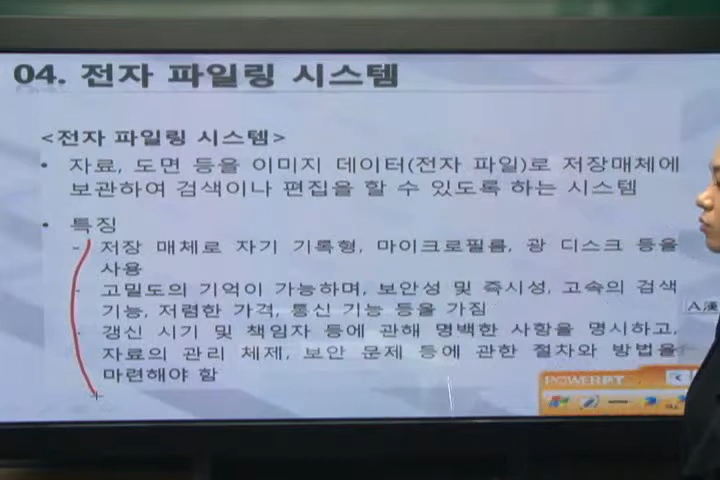 04. 전자 파일링 시스템
<전자 파일링 시스템>
• 자료, 도면 등을 이미지 데이터(전자 파일)로 저장매체에
보관하여 검색이나 편집을 할 수 있도록 하는 시스템
• 특징
- 저장 매체로 자기 기록형, 마이크로필름, 광 디스크 등을
사용
- 고밀도의 기억이 가능하며, 보안성 및 즉시성, 고속의 검색
기능, 저렴한 가격, 통신 기능 등을 가짐
- 갱신 시기 및 책임자 등에 관해 명백한 사항을 명시하고,
자료의 관리 체제, 보안 문제 등에 관한 절차와 방법을
마련해야 함
A漢
POWERPT